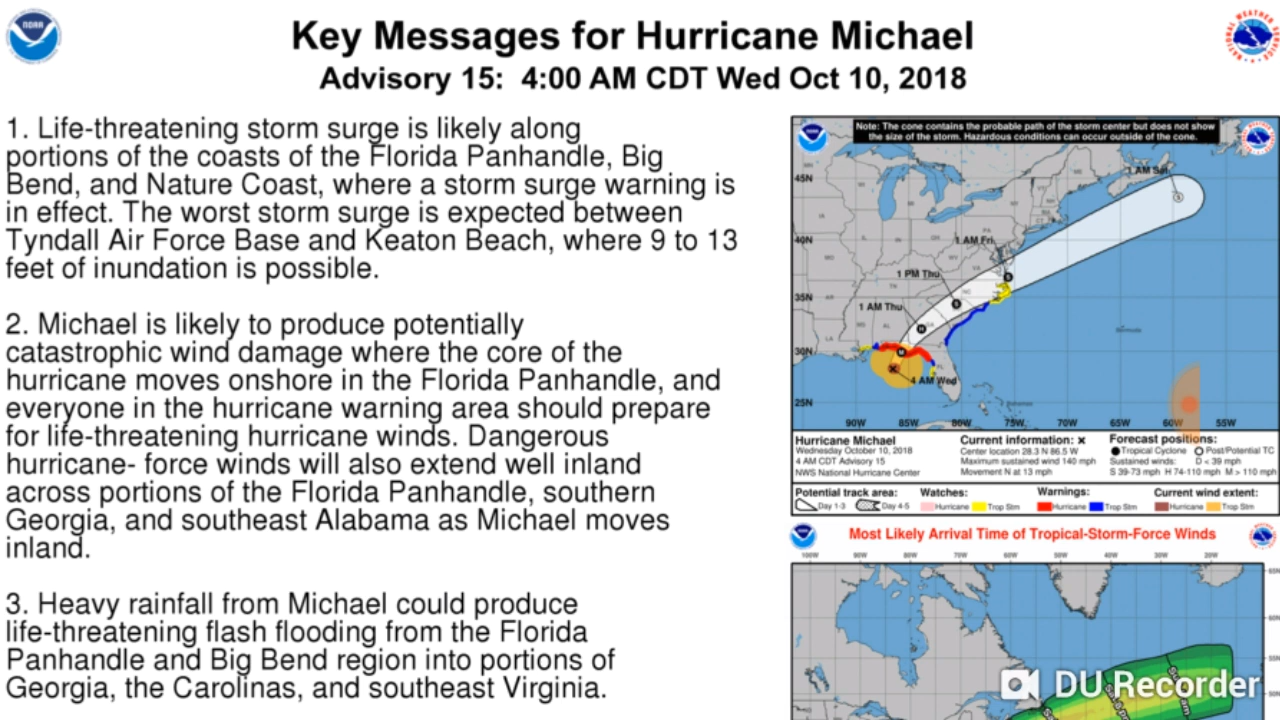 Key Messages for Hurricane Michael
Advisory 15: 4:00 AM CDT Wed Oct 10, 2018
1. Life-threatening storm surge is likely along
portions of the coasts of the Florida Panhandle, Big
Bend, and Nature Coast, where a storm surge warning is
in effect. The worst storm surge is expected between
Tyndall Air Force Base and Keaton Beach, where 9 to 13
feet of inundation is possible.
2. Michael is likely to produce potentially
catastrophic wind damage where the core of the
hurricane moves onshore in the Florida Panhandle, and
everyone in the hurricane warning area should prepare
for life-threatening hurricane winds. Dangerous
hurricane- force winds will also extend well inland
across portions of the Florida Panhandle, southern
Georgia, and southeast Alabama as Michael moves
inland.
3. Heavy rainfall from Michael could produce
life-threatening flash flooding from the Florida
Panhandle and Big Bend region into portions of
Georgia, the Carolinas, and southeast Virginia.
Note: The cone contains the probable path of the storm center but does not show
the size of the storm. Hazardous conditions can occur outside of the cone.
1 AM Sat
45N
40N
1 AM Fri
1 PM Thu
35N
1 AM Thu
30N
4 AM Wed
25N
90W 85W 80W 75W 70W 65W 60W 55W
Hurricane Michael
Wednesday October 10, 2018
4 AM CDT Advisory 15
NWS National Hurricane Center
Current information: x
Center location 28.3 N 86.5 W
Maximum sustained wind 140 mph
Movement N at 13 mph
Forecast positions:
Tropical Cyclone Post/Potential TC
Sustained winds: D < 39 mph
S 39-73 mph H 74-110 mph M > 110 mph
Potential track area: Watches: Warnings: Current wind extent:
Day 1-3 Day 4-5 Hurricane Trop Stm Hurricane Trop Stm Hurricane Trop Stm
Most Likely Arrival Time of Tropical-Storm-Force Winds
100W 90W 80W 70W 60W 50W 40W 30W 20W
65N
60N
55N
50N
DU Recorder